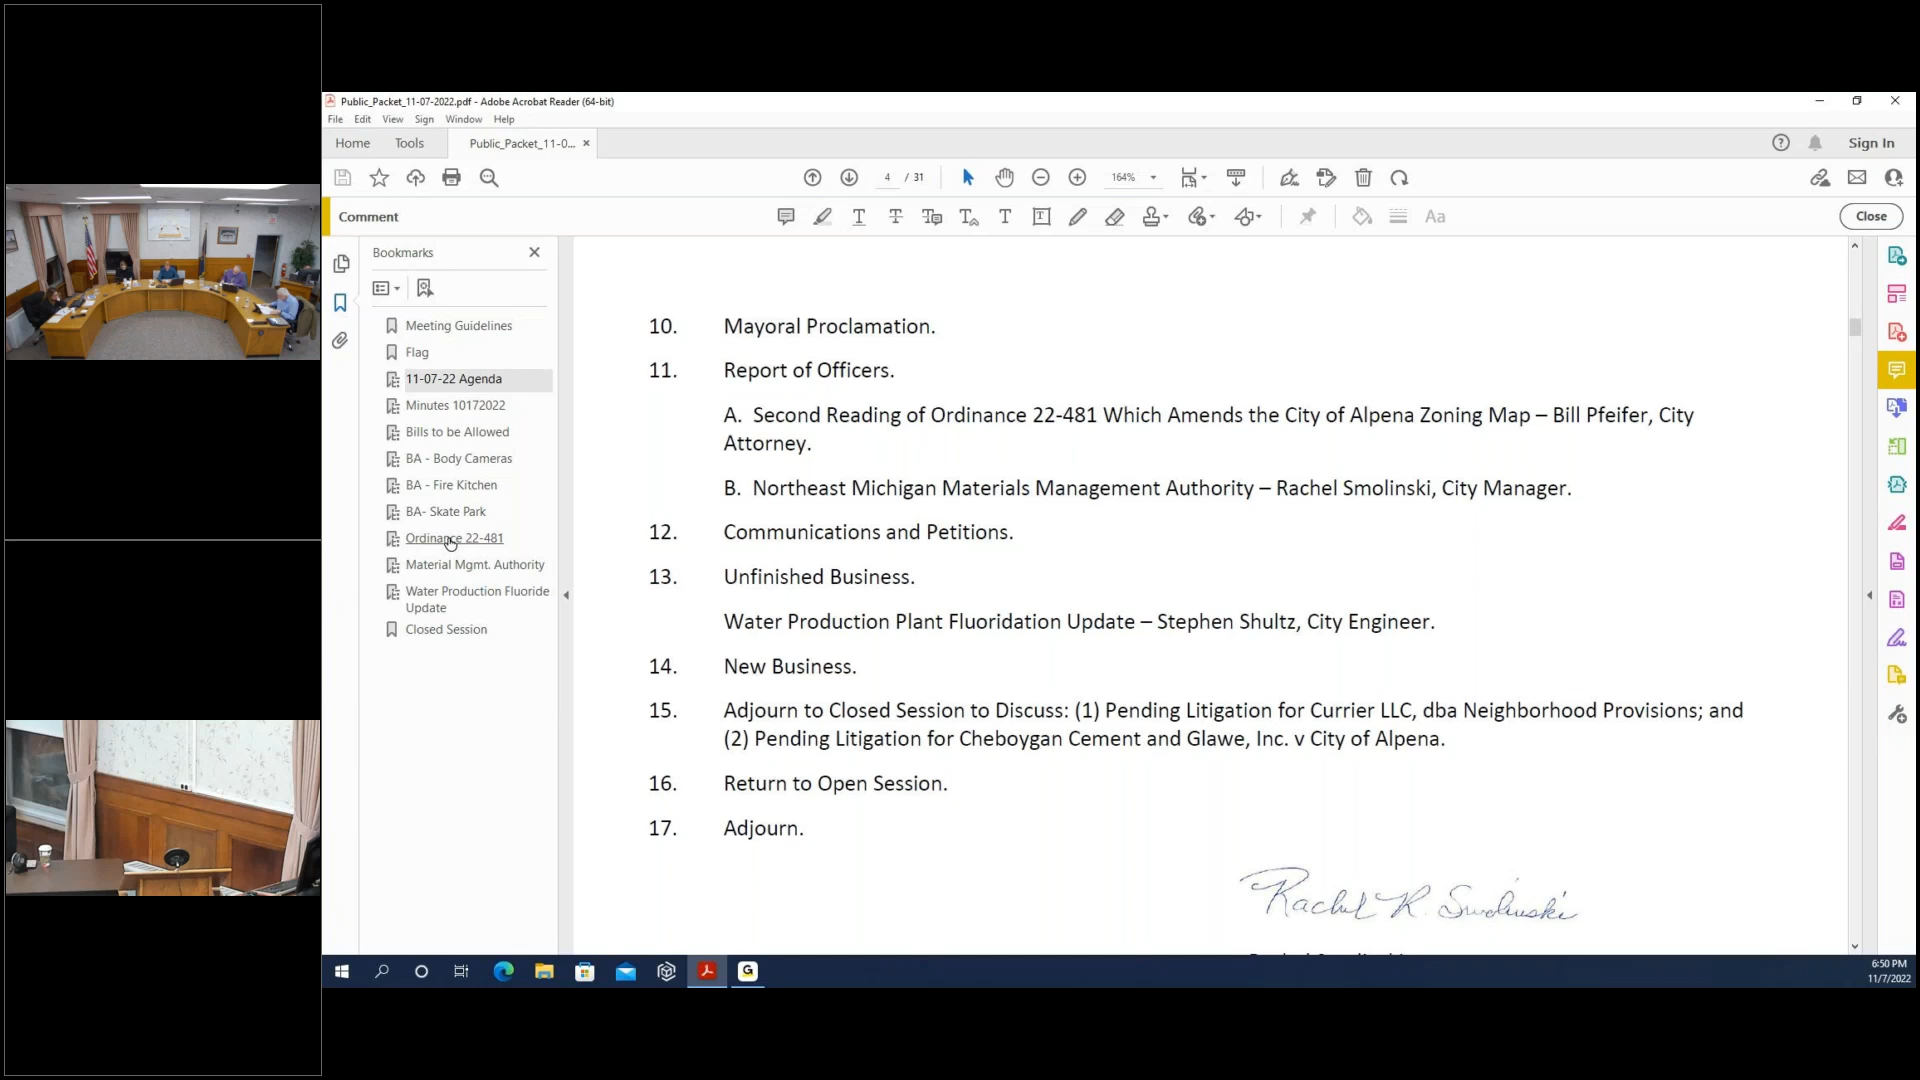 Public_Packet_11-07-2022.pdf - Adobe Acrobat Reader (64-bit)
File Edit View Sign Window Help
Home Tools Public_Packet_11-0... Sign In
4 / 31 164%
Comment Close
Bookmarks
Meeting Guidelines
Flag
11-07-22 Agenda
Minutes 10172022
Bills to be Allowed
BA - Body Cameras
BA - Fire Kitchen
BA- Skate Park
Ordinance 22-481
Material Mgmt. Authority
Water Production Fluoride
Update
Closed Session
10. Mayoral Proclamation.
11. Report of Officers.
A. Second Reading of Ordinance 22-481 Which Amends the City of Alpena Zoning Map – Bill Pfeifer, City
Attorney.
B. Northeast Michigan Materials Management Authority – Rachel Smolinski, City Manager.
12. Communications and Petitions.
13. Unfinished Business.
Water Production Plant Fluoridation Update – Stephen Shultz, City Engineer.
14. New Business.
15. Adjourn to Closed Session to Discuss: (1) Pending Litigation for Currier LLC, dba Neighborhood Provisions; and
(2) Pending Litigation for Cheboygan Cement and Glawe, Inc. v City of Alpena.
16. Return to Open Session.
17. Adjourn.
Rachel R. Smolinski
6:50 PM
11/7/2022